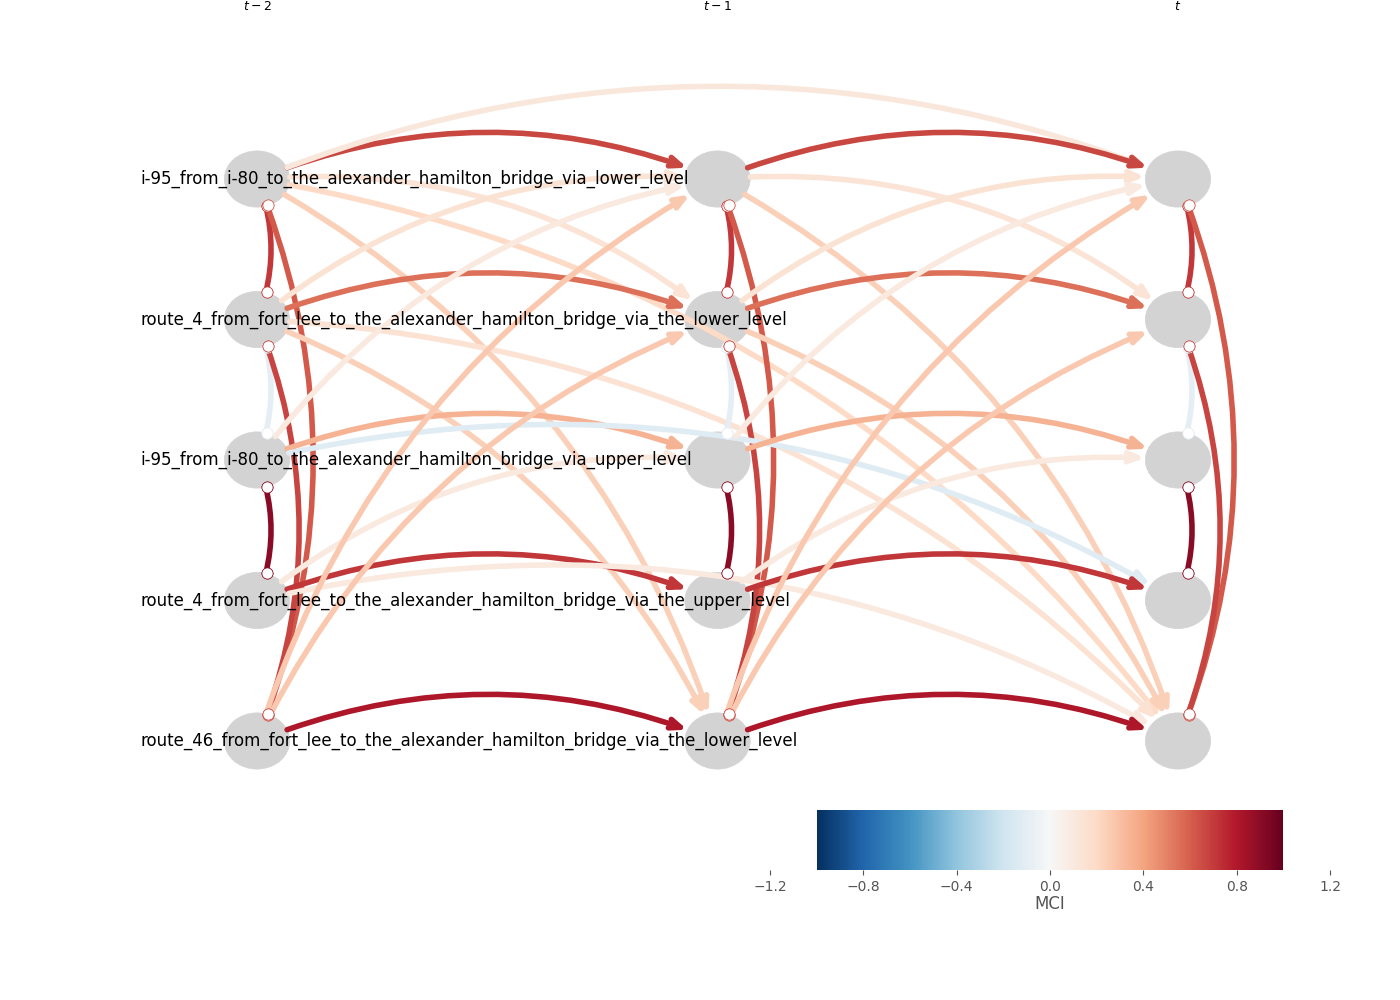 t − 2 t − 1 t
i-95_from_i-80_to_the_alexander_hamilton_bridge_via_lower_level
route_4_from_fort_lee_to_the_alexander_hamilton_bridge_via_the_lower_level
i-95_from_i-80_to_the_alexander_hamilton_bridge_via_upper_level
route_4_from_fort_lee_to_the_alexander_hamilton_bridge_via_the_upper_level
route_46_from_fort_lee_to_the_alexander_hamilton_bridge_via_the_lower_level
−1.2 −0.8 −0.4 0.0 0.4 0.8 1.2
MCI